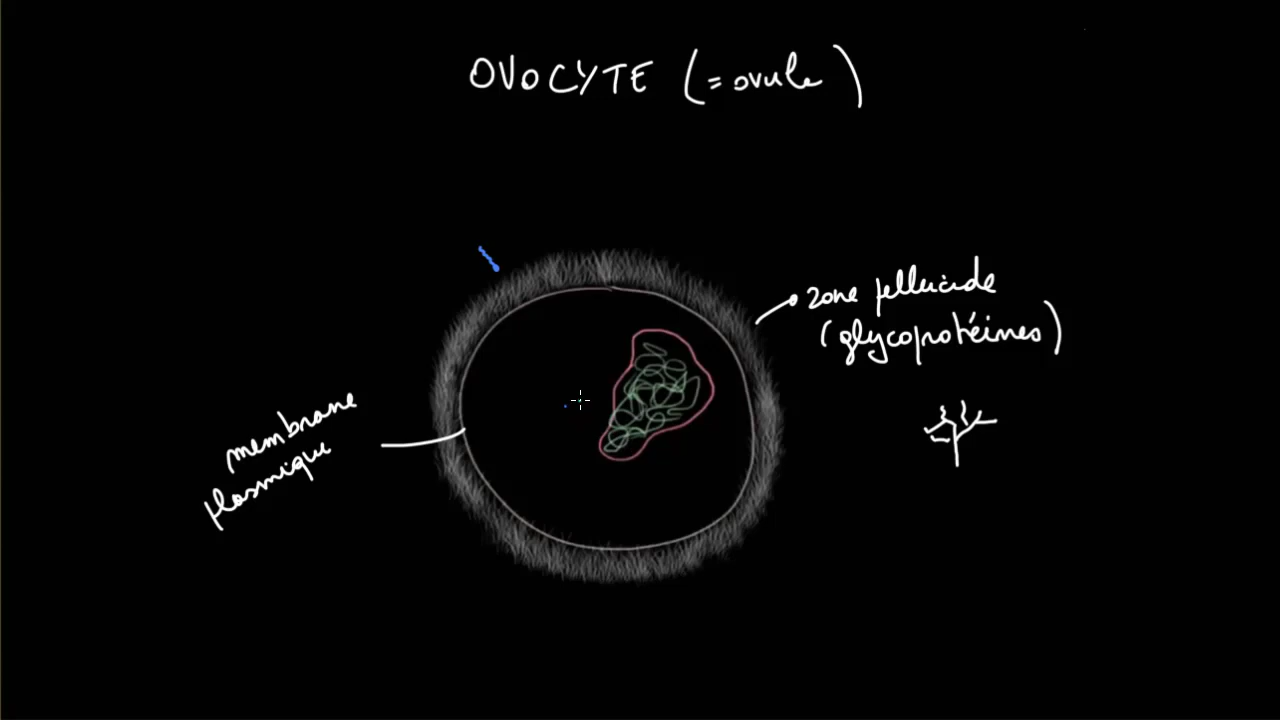 OVOCYTE (= ovule)
zone pellucide
(glycoprotéines)
membrane
plasmique